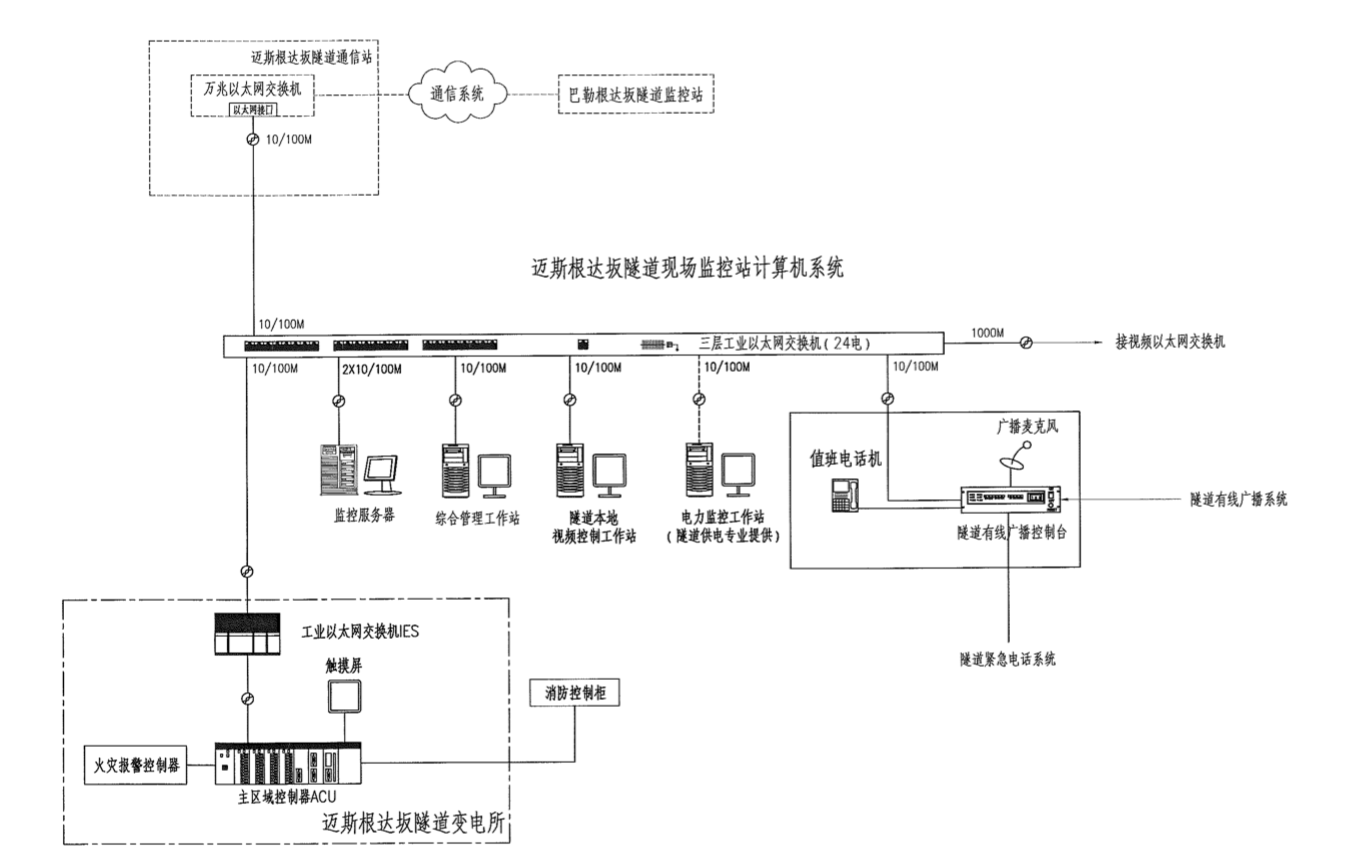 迈斯根达坂隧道通信站
万兆以太网交换机
以太网接口
10/100M
通信系统
巴勒根达坂隧道监控站
迈斯根达坂隧道现场监控站计算机系统
10/100M
三层工业以太网交换机(24电)
1000M
接视频以太网交换机
10/100M
2X10/100M
10/100M
10/100M
10/100M
10/100M
监控服务器
综合管理工作站
隧道本地
视频控制工作站
电力监控工作站
(隧道供电专业提供)
广播麦克风
值班电话机
隧道有线广播系统
隧道有线广播控制台
隧道紧急电话系统
工业以太网交换机IES
触摸屏
消防控制柜
火灾报警控制器
主区域控制器ACU
迈斯根达坂隧道变电所